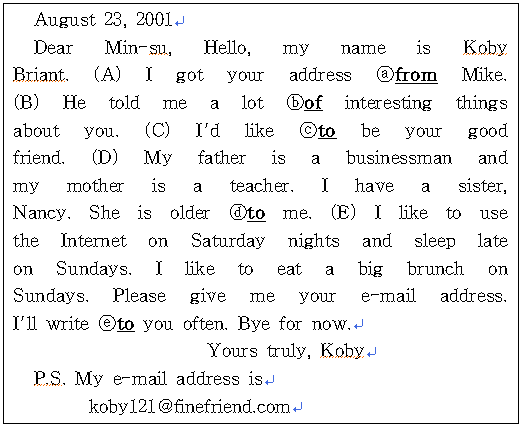 August 23, 2001↵
Dear Min-su, Hello, my name is Koby
Briant. (A) I got your address ⓐfrom Mike.
(B) He told me a lot ⓑof interesting things
about you. (C) I'd like ⓒto be your good
friend. (D) My father is a businessman and
my mother is a teacher. I have a sister,
Nancy. She is older ⓓto me. (E) I like to use
the Internet on Saturday nights and sleep late
on Sundays. I like to eat a big brunch on
Sundays. Please give me your e-mail address.
I'll write ⓔto you often. Bye for now.↵
Yours truly, Koby↵
P.S. My e-mail address is↵
koby121@finefriend.com↵